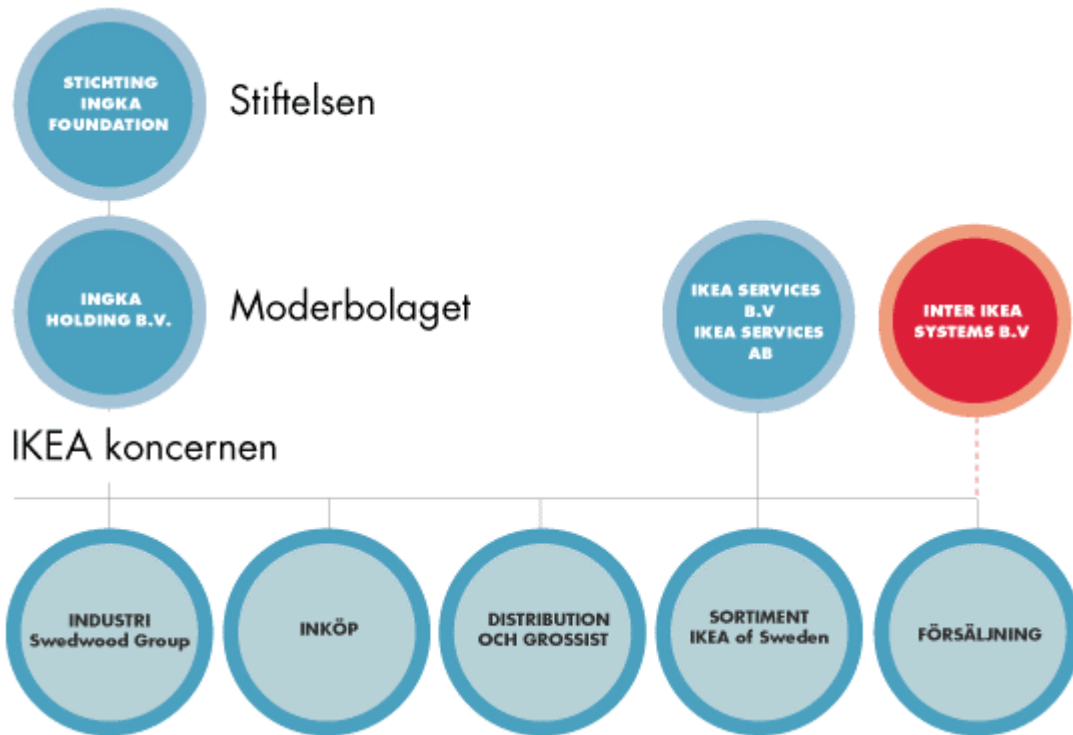 STICHTING
INGKA
FOUNDATION
Stiftelsen
INGKA
HOLDING B.V.
Moderbolaget
IKEA SERVICES
B.V
IKEA SERVICES
AB
INTER IKEA
SYSTEMS B.V
IKEA koncernen
INDUSTRI
Swedwood Group
INKÖP
DISTRIBUTION
OCH GROSSIST
SORTIMENT
IKEA of Sweden
FÖRSÄLJNING